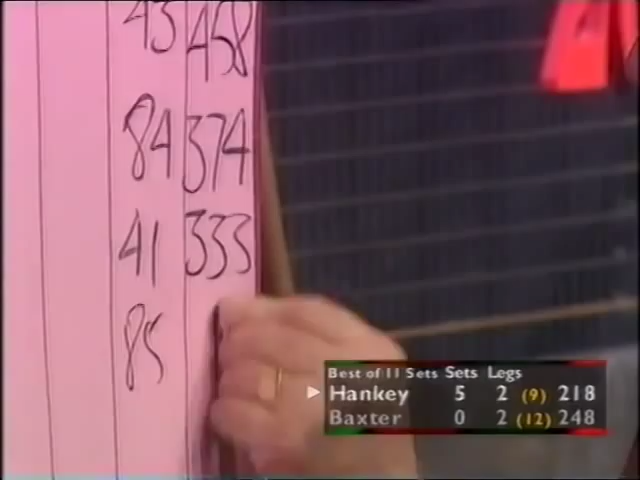 43 458
84 374
41 333
85
Best of 11 Sets Sets Legs
Hankey 5 2 (9) 218
Baxter 0 2 (12) 248